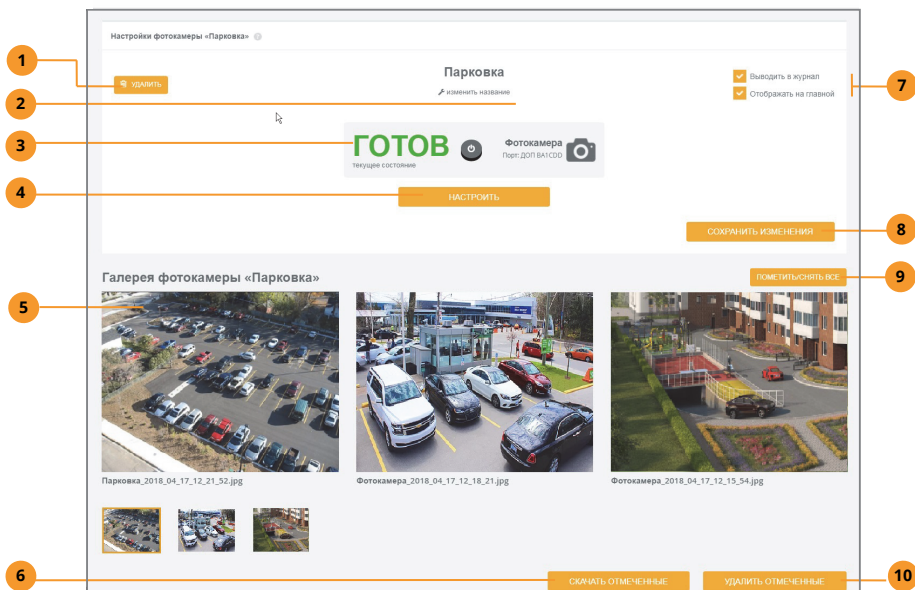 Настройки фотокамеры «Парковка» ?
1
УДАЛИТЬ
Парковка
изменить название
Выводить в журнал
Отображать на главной
7
2
3
ГОТОВ
текущее состояние
Фотокамера
Порт: ДОП BA1CDD
4
НАСТРОИТЬ
СОХРАНИТЬ ИЗМЕНЕНИЯ
8
Галерея фотокамеры «Парковка»
ПОМЕТИТЬ/СНЯТЬ ВСЕ
9
5
Парковка_2018_04_17_12_21_52.jpg
Фотокамера_2018_04_17_12_18_21.jpg
Фотокамера_2018_04_17_12_15_54.jpg
6
СКАЧАТЬ ОТМЕЧЕННЫЕ
УДАЛИТЬ ОТМЕЧЕННЫЕ
10